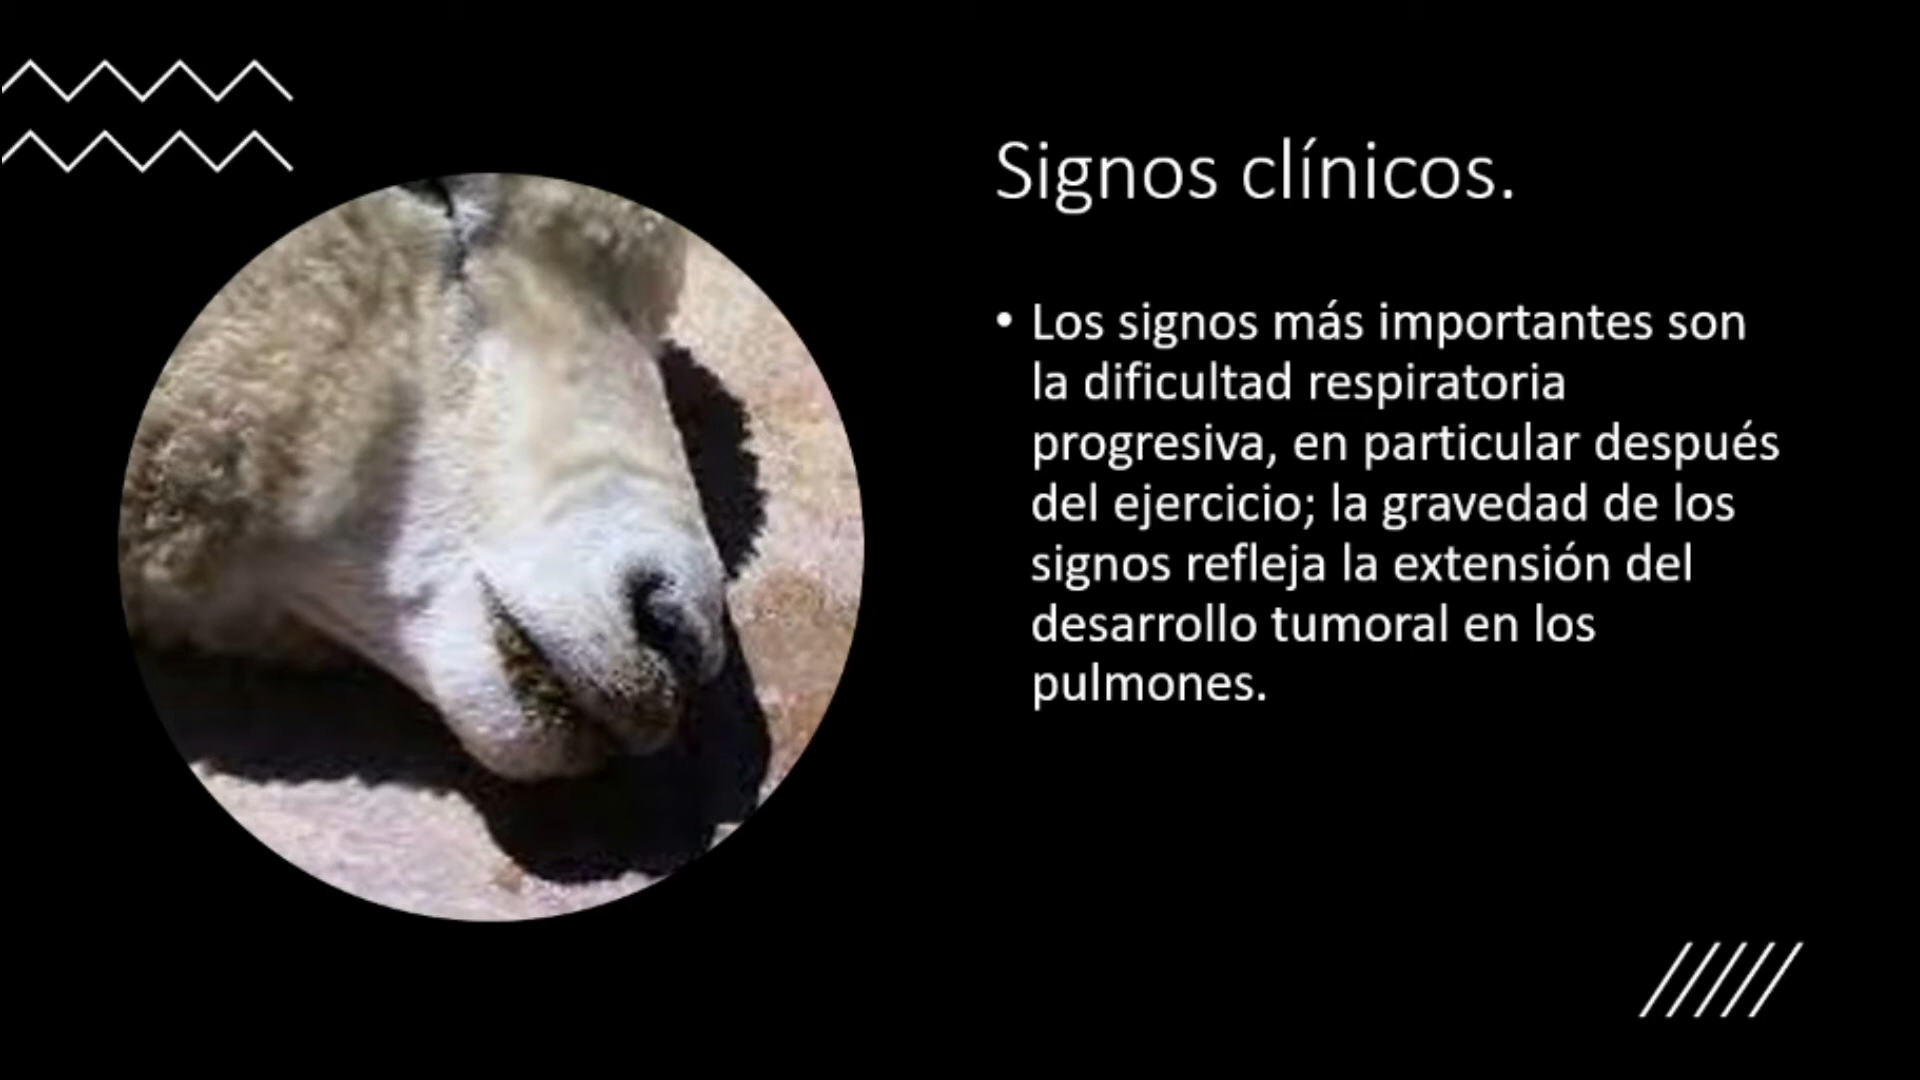 Signos clínicos.
• Los signos más importantes son
la dificultad respiratoria
progresiva, en particular después
del ejercicio; la gravedad de los
signos refleja la extensión del
desarrollo tumoral en los
pulmones.